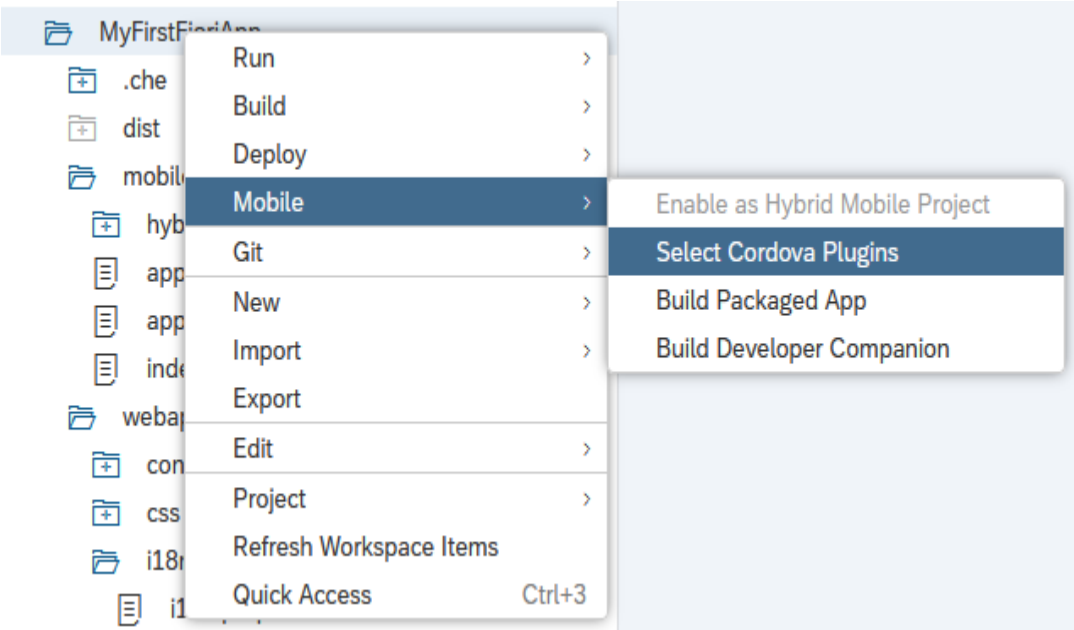 MyFirstFioriApp
.che
dist
Run
Build
Deploy
Mobile
Git
New
Import
Export
Edit
Project
Refresh Workspace Items
Quick Access Ctrl+3
Enable as Hybrid Mobile Project
Select Cordova Plugins
Build Packaged App
Build Developer Companion
css